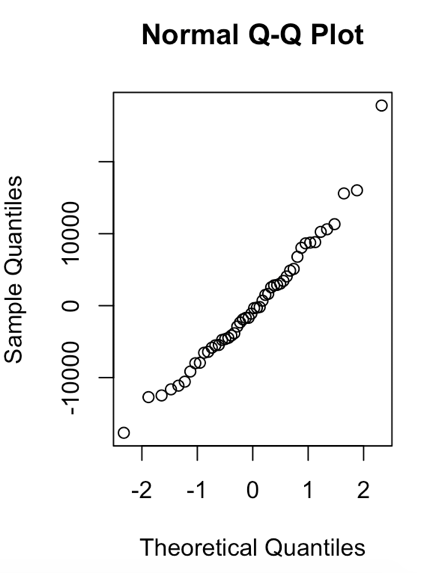 Normal Q-Q Plot
Sample Quantiles
10000
0
-10000
-2 -1 0 1 2
Theoretical Quantiles